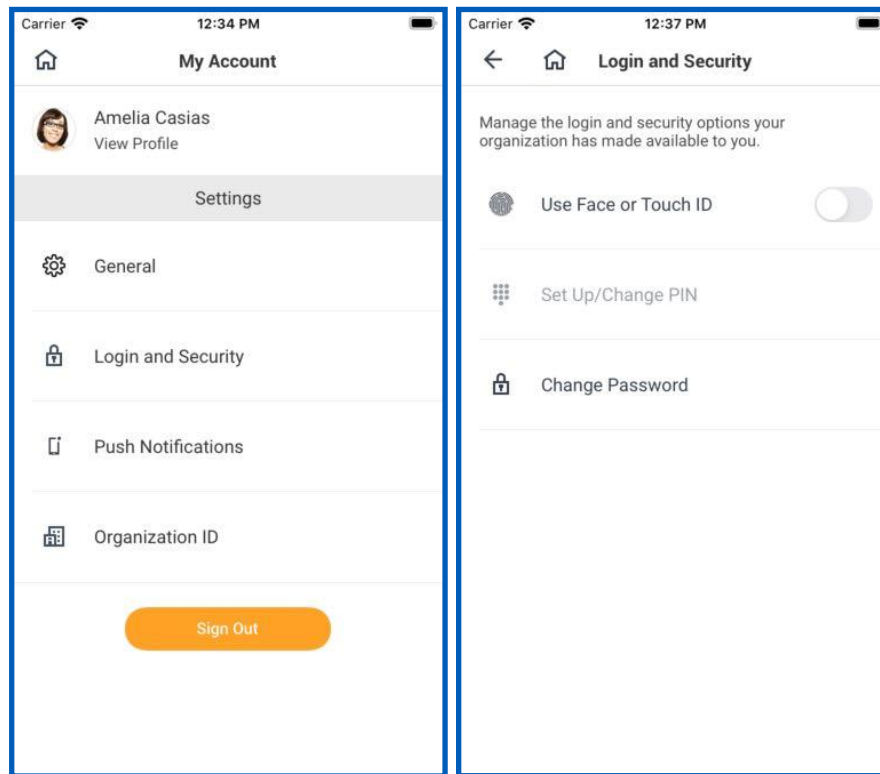 Carrier 12:34 PM
My Account
Amelia Casias
View Profile
Settings
General
Login and Security
Push Notifications
Organization ID
Sign Out
Carrier 12:37 PM
Login and Security
Manage the login and security options your
organization has made available to you.
Use Face or Touch ID
Set Up/Change PIN
Change Password